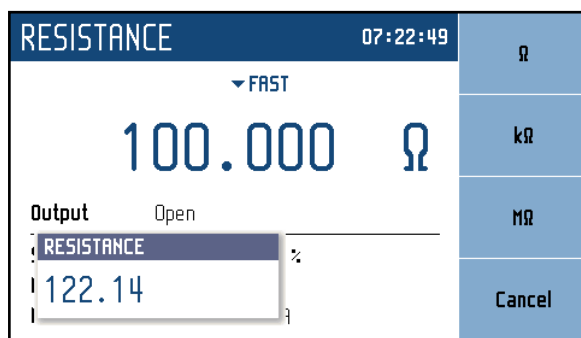 RESISTANCE 07:22:49
▾FAST
100.000 Ω
Output Open
RESISTANCE
%
122.14
Ω
kΩ
MΩ
Cancel